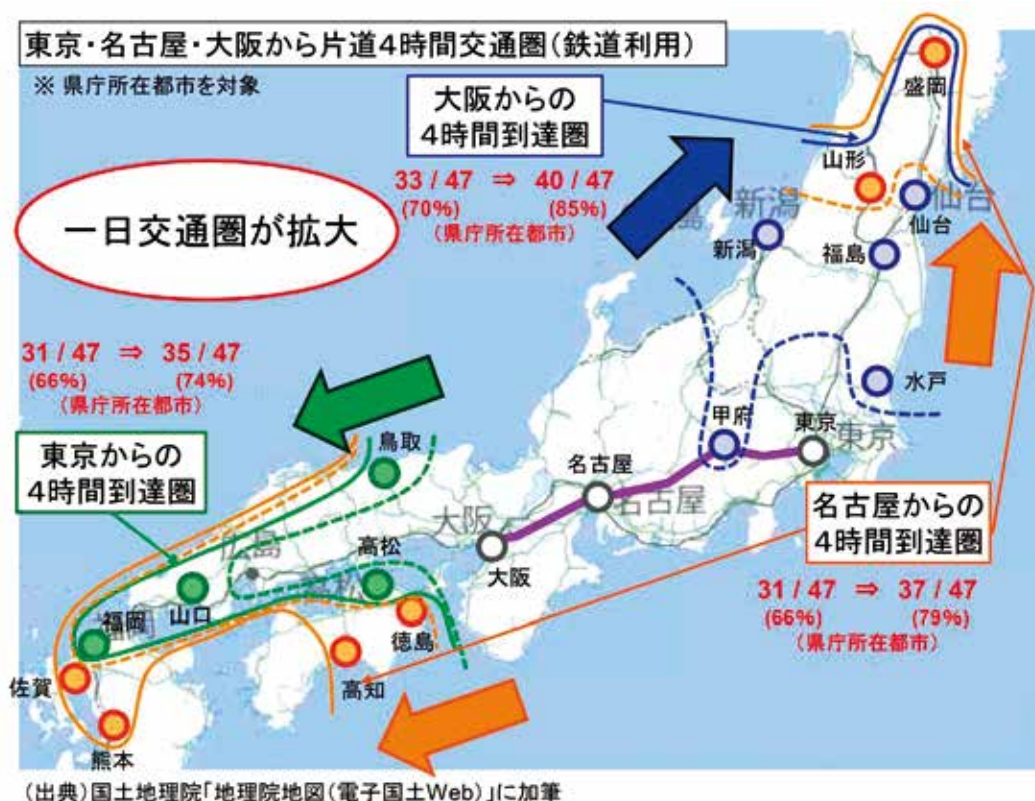 東京・名古屋・大阪から片道4時間交通圏(鉄道利用)
※ 県庁所在都市を対象
大阪からの
4時間到達圏
33 / 47 ⇒ 40 / 47
(70%) (85%)
(県庁所在都市)
一日交通圏が拡大
盛岡
山形
仙台
仙台
新潟
新潟
福島
水戸
31 / 47 ⇒ 35 / 47
(66%) (74%)
(県庁所在都市)
東京からの
4時間到達圏
鳥取
甲府
東京
東京
名古屋
名古屋
大阪
大阪
広島
高松
山口
福岡
徳島
佐賀
高知
熊本
名古屋からの
4時間到達圏
31 / 47 ⇒ 37 / 47
(66%) (79%)
(県庁所在都市)
(出典)国土地理院「地理院地図(電子国土Web)」に加筆